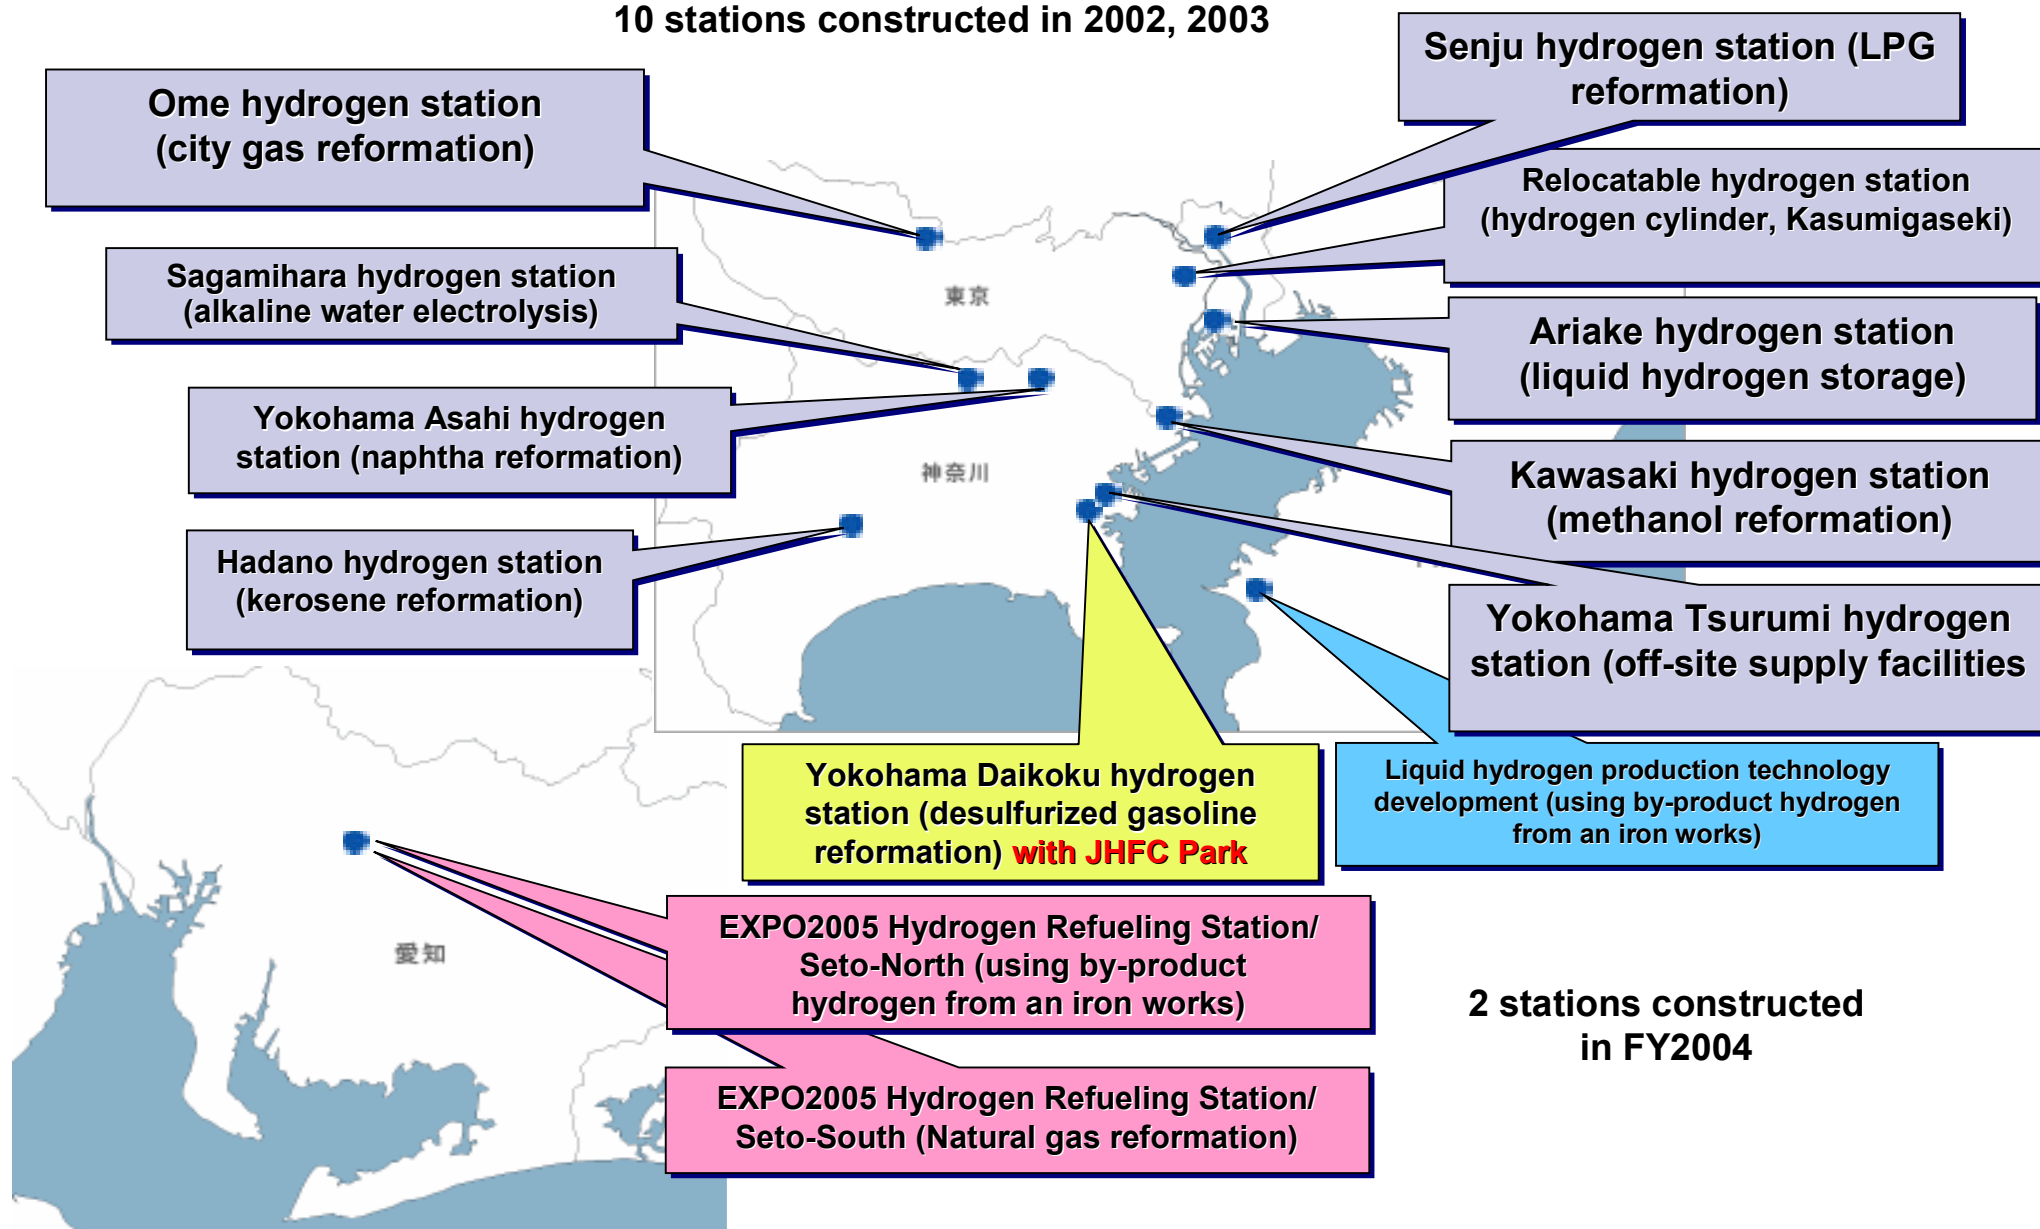 10 stations constructed in 2002, 2003
Senju hydrogen station (LPG
reformation)
Ome hydrogen station
(city gas reformation)
Relocatable hydrogen station
(hydrogen cylinder, Kasumigaseki)
Sagamihara hydrogen station
(alkaline water electrolysis)
東京
Ariake hydrogen station
(liquid hydrogen storage)
Yokohama Asahi hydrogen
station (naphtha reformation)
神奈川
Kawasaki hydrogen station
(methanol reformation)
Hadano hydrogen station
(kerosene reformation)
Yokohama Tsurumi hydrogen
station (off-site supply facilities
Yokohama Daikoku hydrogen
station (desulfurized gasoline
reformation) with JHFC Park
Liquid hydrogen production technology
development (using by-product hydrogen
from an iron works)
愛知
EXPO2005 Hydrogen Refueling Station/
Seto-North (using by-product
hydrogen from an iron works)
2 stations constructed
in FY2004
EXPO2005 Hydrogen Refueling Station/
Seto-South (Natural gas reformation)